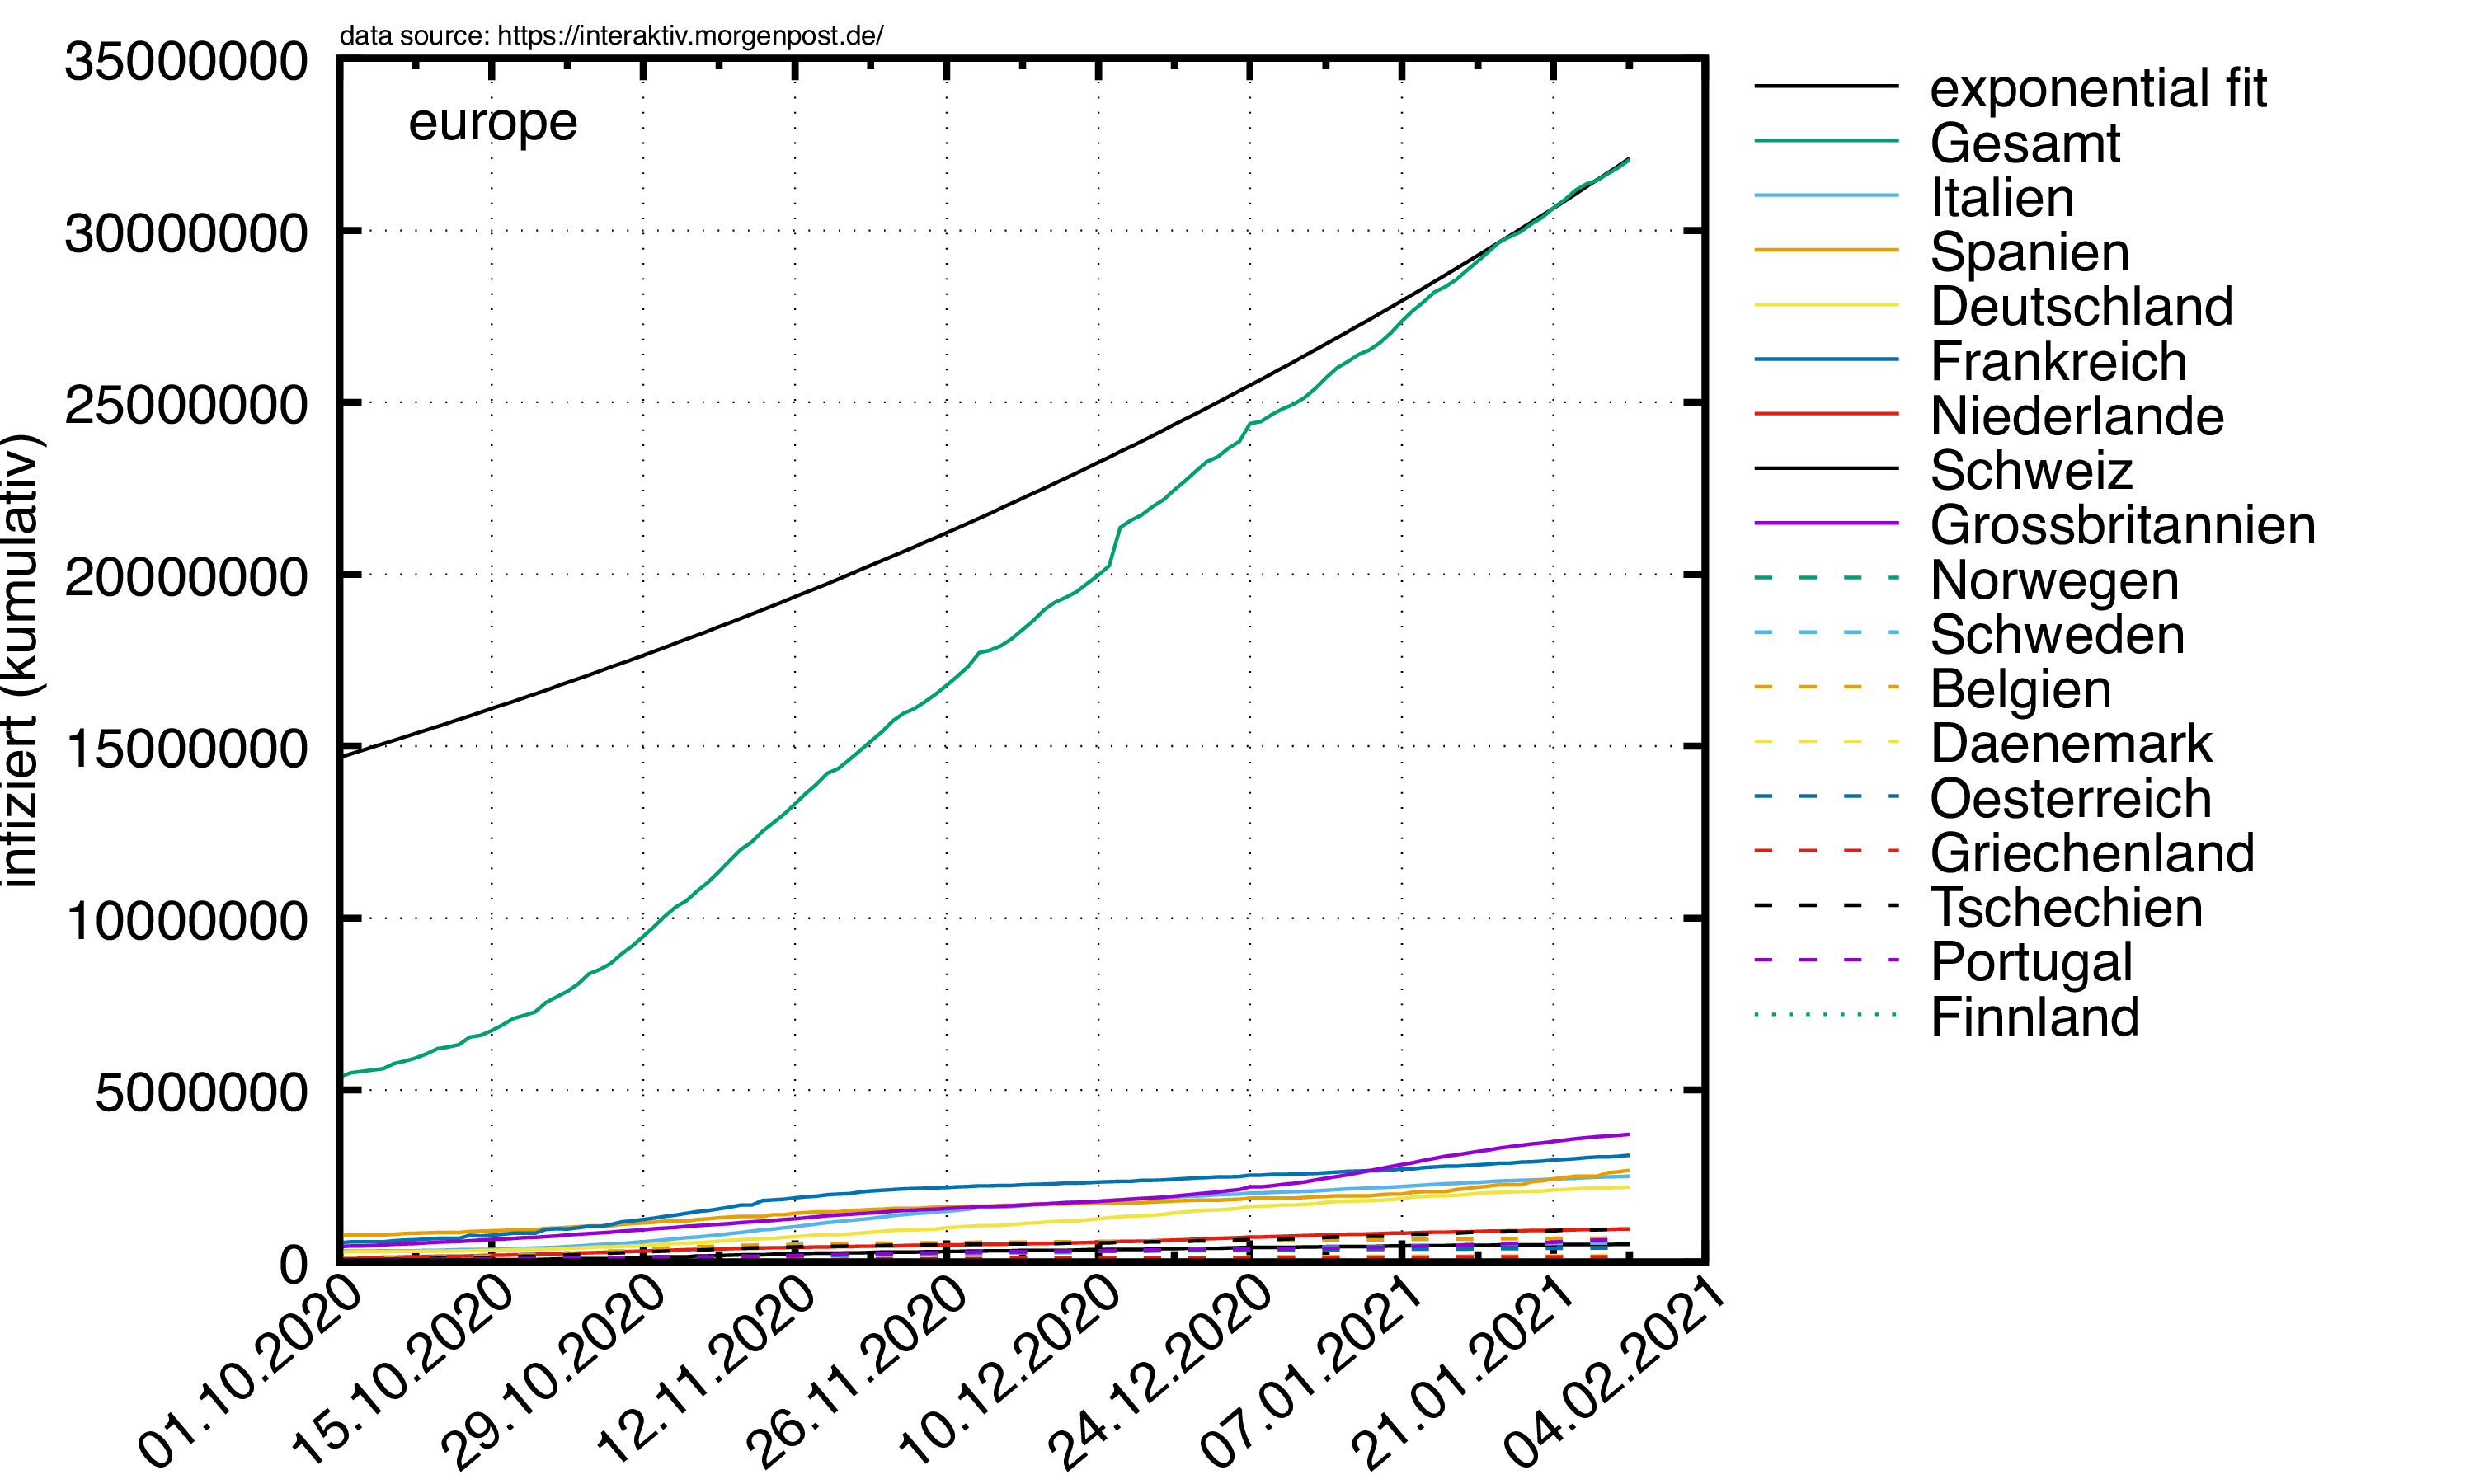 data source: https://interaktiv.morgenpost.de/
europe
infiziert (kumulativ)
35000000
30000000
25000000
20000000
15000000
10000000
5000000
0
01.10.2020
15.10.2020
29.10.2020
12.11.2020
26.11.2020
10.12.2020
24.12.2020
07.01.2021
21.01.2021
04.02.2021
exponential fit
Gesamt
Italien
Spanien
Deutschland
Frankreich
Niederlande
Schweiz
Grossbritannien
Norwegen
Schweden
Belgien
Daenemark
Oesterreich
Griechenland
Tschechien
Portugal
Finnland